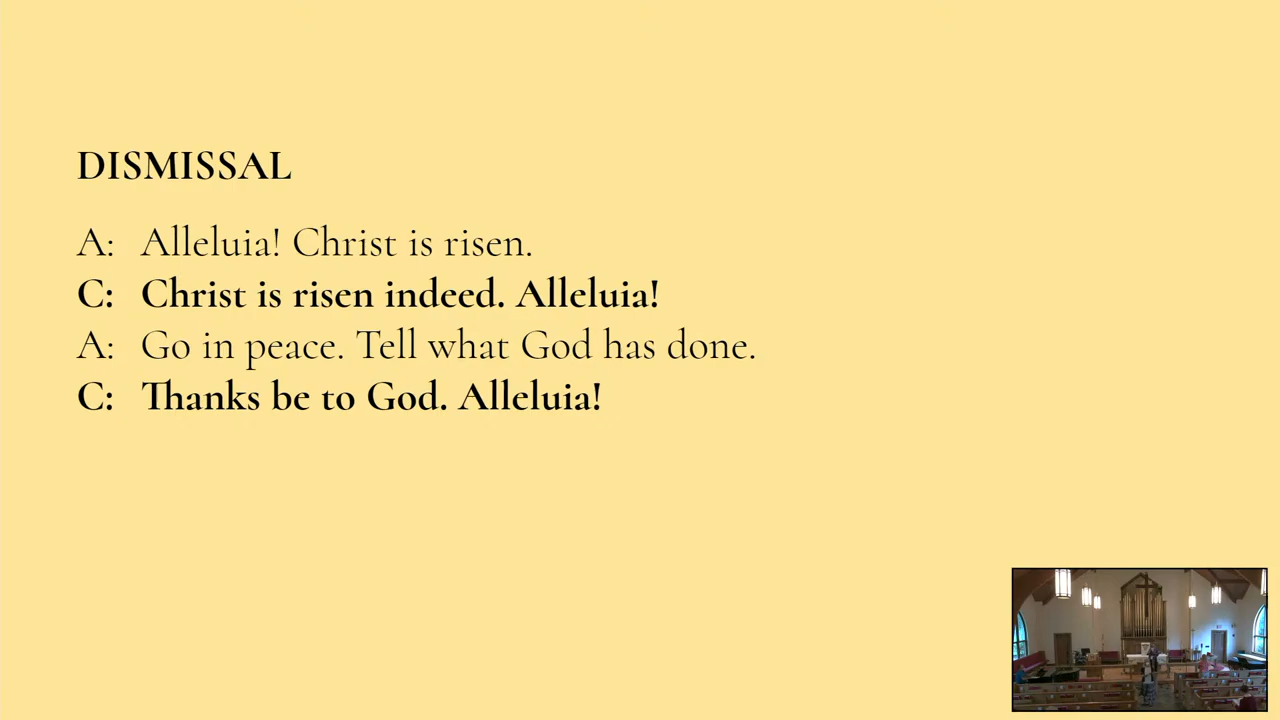 DISMISSAL
A: Alleluia! Christ is risen.
C: Christ is risen indeed. Alleluia!
A: Go in peace. Tell what God has done.
C: Thanks be to God. Alleluia!